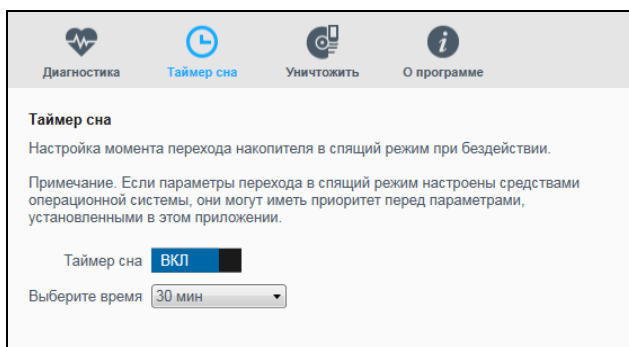 Диагностика
Таймер сна
Уничтожить
О программе
Таймер сна
Настройка момента перехода накопителя в спящий режим при бездействии.
Примечание. Если параметры перехода в спящий режим настроены средствами
операционной системы, они могут иметь приоритет перед параметрами,
установленными в этом приложении.
Таймер сна ВКЛ
Выберите время 30 мин